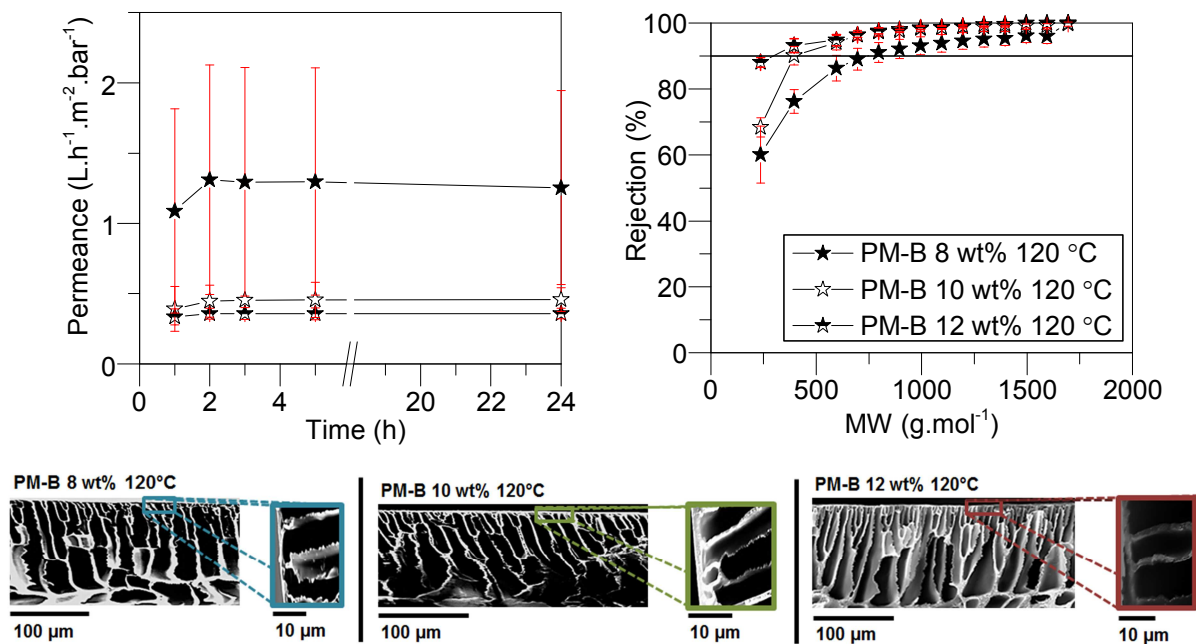 2
1
0
Permeance (L.h⁻¹.m⁻².bar⁻¹)
0 2 4 20 22 24
Time (h)
100
80
60
40
20
0
Rejection (%)
PM-B 8 wt% 120 °C
PM-B 10 wt% 120 °C
PM-B 12 wt% 120 °C
0 500 1000 1500 2000
MW (g.mol⁻¹)
PM-B 8 wt% 120°C
100 µm
10 µm
PM-B 10 wt% 120°C
100 µm
10 µm
PM-B 12 wt% 120°C
100 µm
10 µm